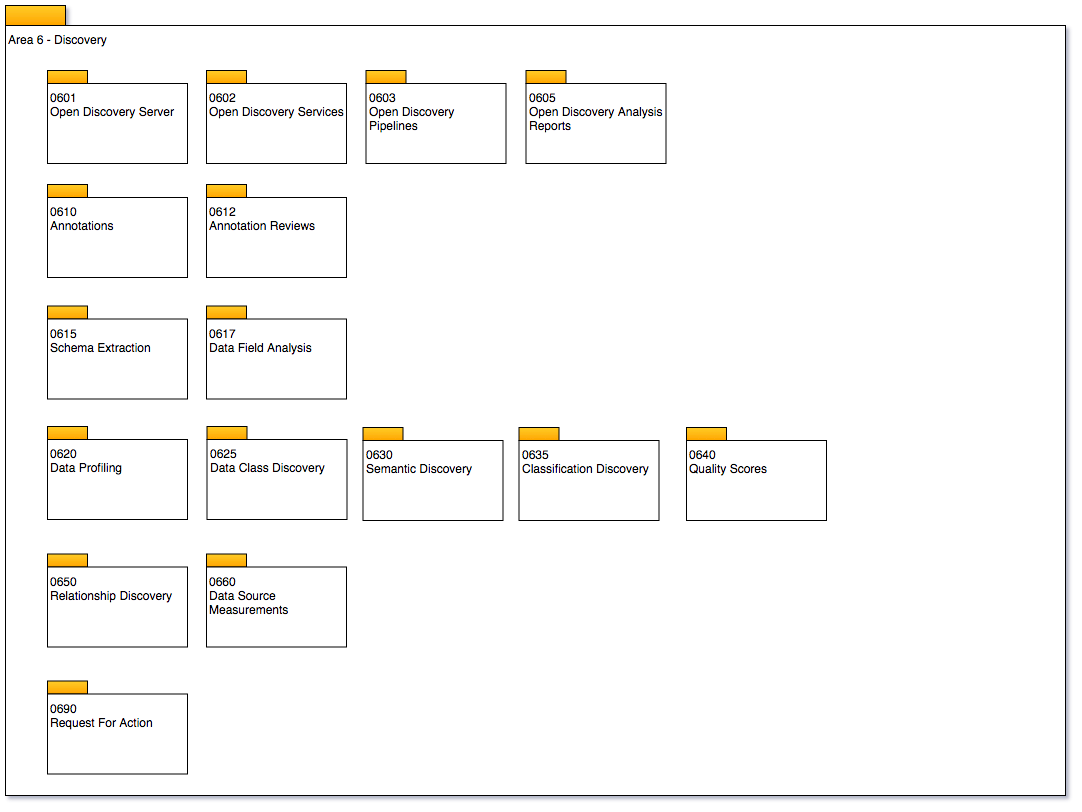 Area 6 - Discovery
0601
Open Discovery Server
0602
Open Discovery Services
0603
Open Discovery
Pipelines
0605
Open Discovery Analysis
Reports
0610
Annotations
0612
Annotation Reviews
0615
Schema Extraction
0617
Data Field Analysis
0620
Data Profiling
0625
Data Class Discovery
0630
Semantic Discovery
0635
Classification Discovery
0640
Quality Scores
0650
Relationship Discovery
0660
Data Source
Measurements
0690
Request For Action